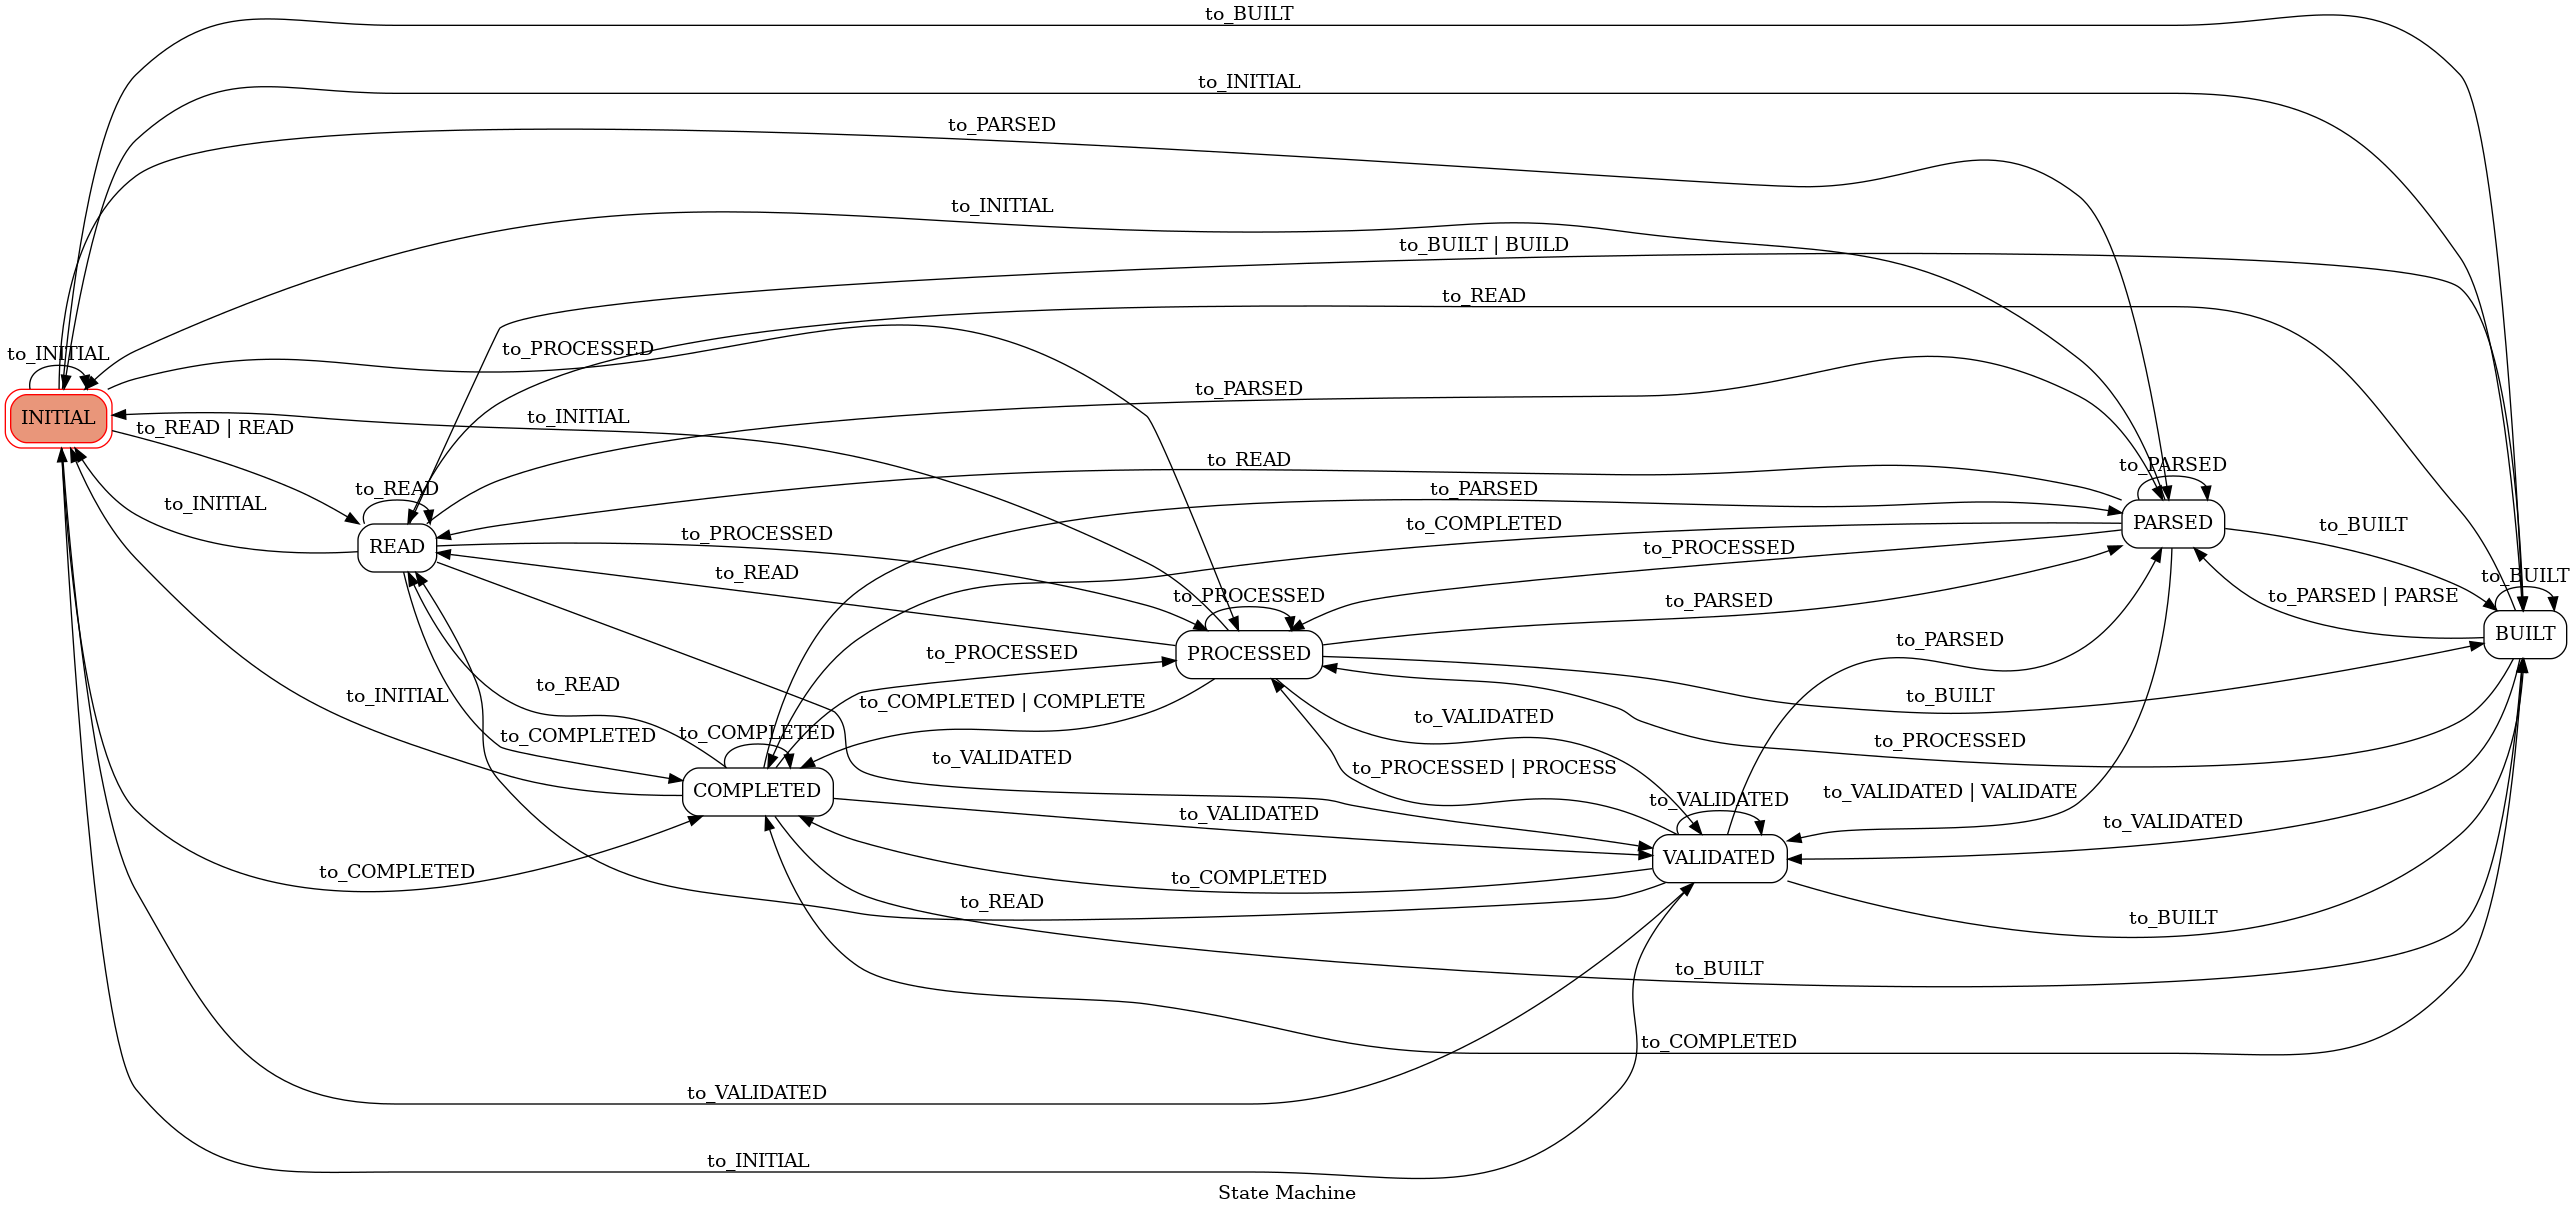 to_BUILT
to_INITIAL
to_PARSED
to_INITIAL
to_BUILT | BUILD
to_READ
to_PROCESSED
to_INITIAL
to_PARSED
to_INITIAL
INITIAL
to_READ | READ
to_READ
to_PARSED
to_READ
to_PARSED
to_INITIAL
to_COMPLETED
PARSED
to_BUILT
to_PROCESSED
READ
to_PROCESSED
to_READ
to_BUILT
to_PROCESSED
to_PARSED
to_PARSED | PARSE
BUILT
to_PROCESSED
PROCESSED
to_PARSED
to_READ
to_INITIAL
to_COMPLETED | COMPLETE
to_BUILT
to_VALIDATED
to_COMPLETED
to_COMPLETED
to_PROCESSED
to_VALIDATED
to_PROCESSED | PROCESS
COMPLETED
to_VALIDATED | VALIDATE
to_VALIDATED
to_VALIDATED
to_VALIDATED
VALIDATED
to_COMPLETED
to_COMPLETED
to_READ
to_BUILT
to_BUILT
to_COMPLETED
to_VALIDATED
to_INITIAL
State Machine